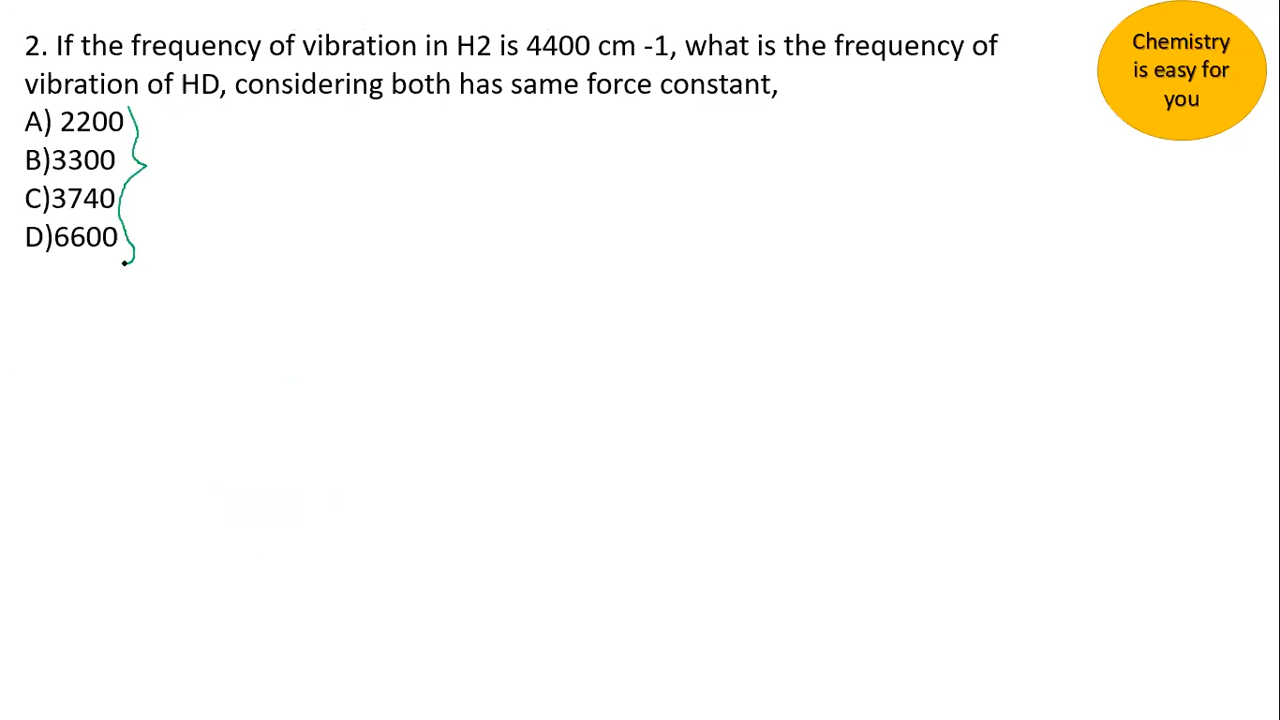 2. If the frequency of vibration in H2 is 4400 cm -1, what is the frequency of
vibration of HD, considering both has same force constant,
A) 2200
B)3300
C)3740
D)6600
Chemistry
is easy for
you